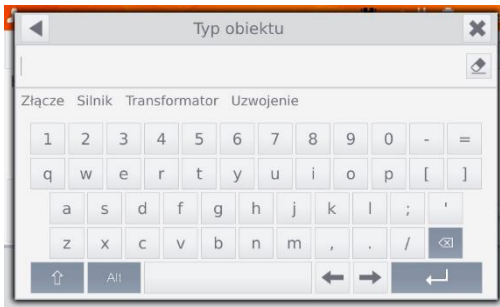 Typ obiektu
Złącze Silnik Transformator Uzwojenie
1 2 3 4 5 6 7 8 9 0 - =
q w e r t y u i o p [ ]
a s d f g h j k l ; '
z x c v b n m , . /
Alt